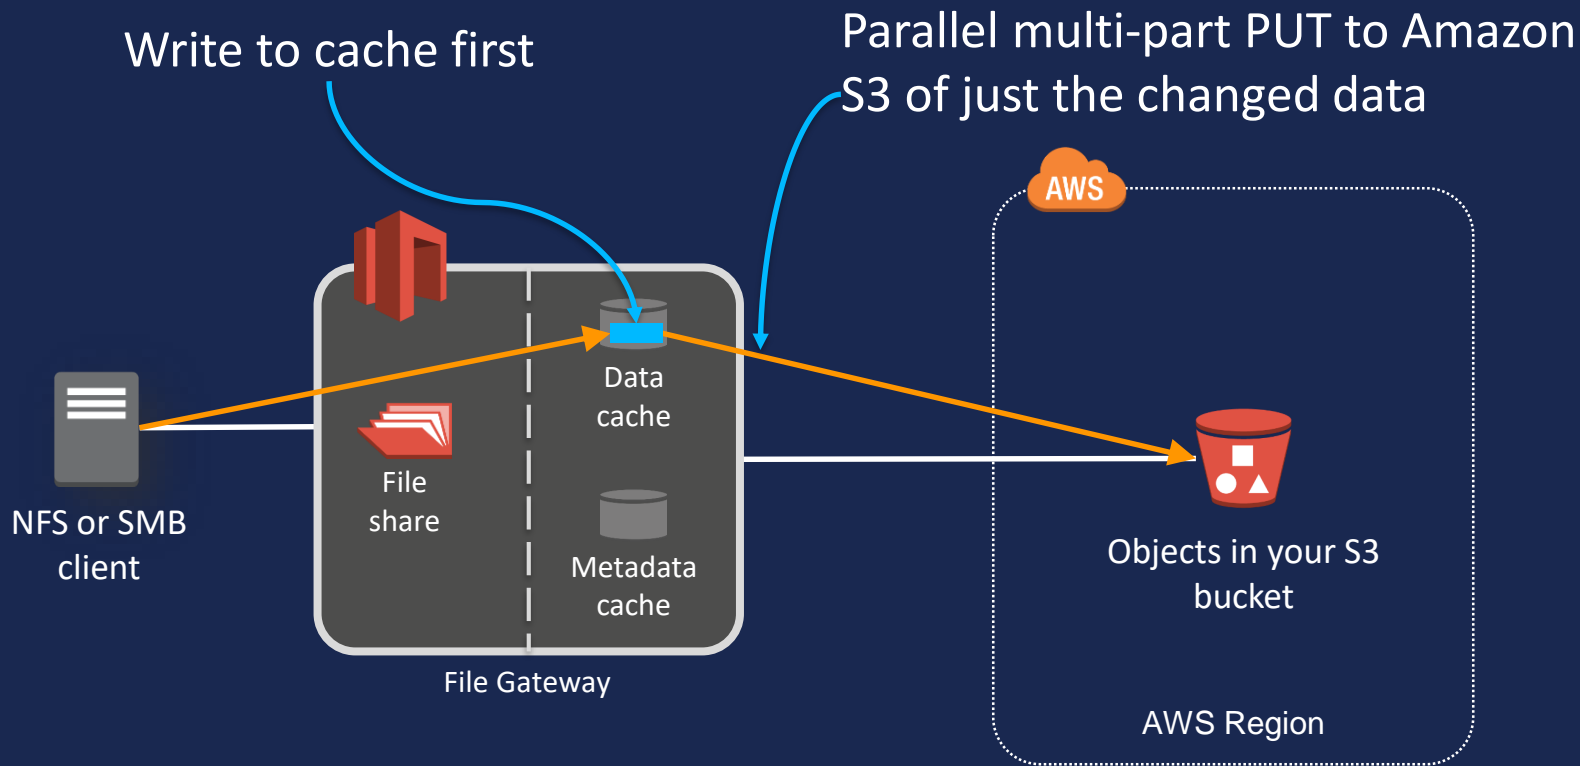 Write to cache first
Parallel multi-part PUT to Amazon
S3 of just the changed data
AWS
Data
cache
File
share
NFS or SMB
client
Metadata
cache
Objects in your S3
bucket
File Gateway
AWS Region